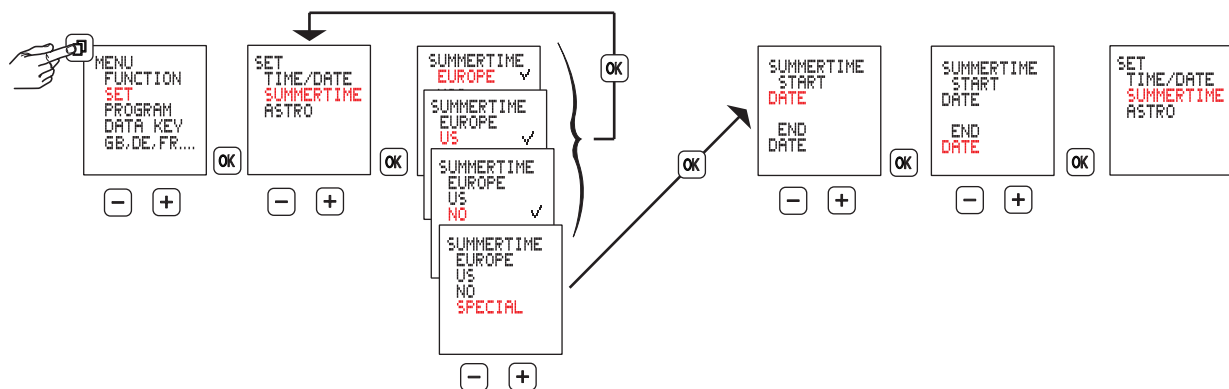 MENU
FUNCTION
SET
PROGRAM
DATA KEY
GB,DE,FR....
OK
− +
SET
TIME/DATE
SUMMERTIME
ASTRO
OK
− +
SUMMERTIME
EUROPE ✓
SUMMERTIME
EUROPE
US ✓
SUMMERTIME
EUROPE
US
NO ✓
SUMMERTIME
EUROPE
US
NO
SPECIAL
− +
OK
OK
SUMMERTIME
START
DATE
END
DATE
OK
− +
SUMMERTIME
START
DATE
END
DATE
OK
− +
SET
TIME/DATE
SUMMERTIME
ASTRO